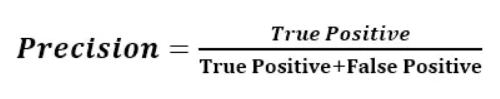 Precision = True Positive
True Positive+False Positive